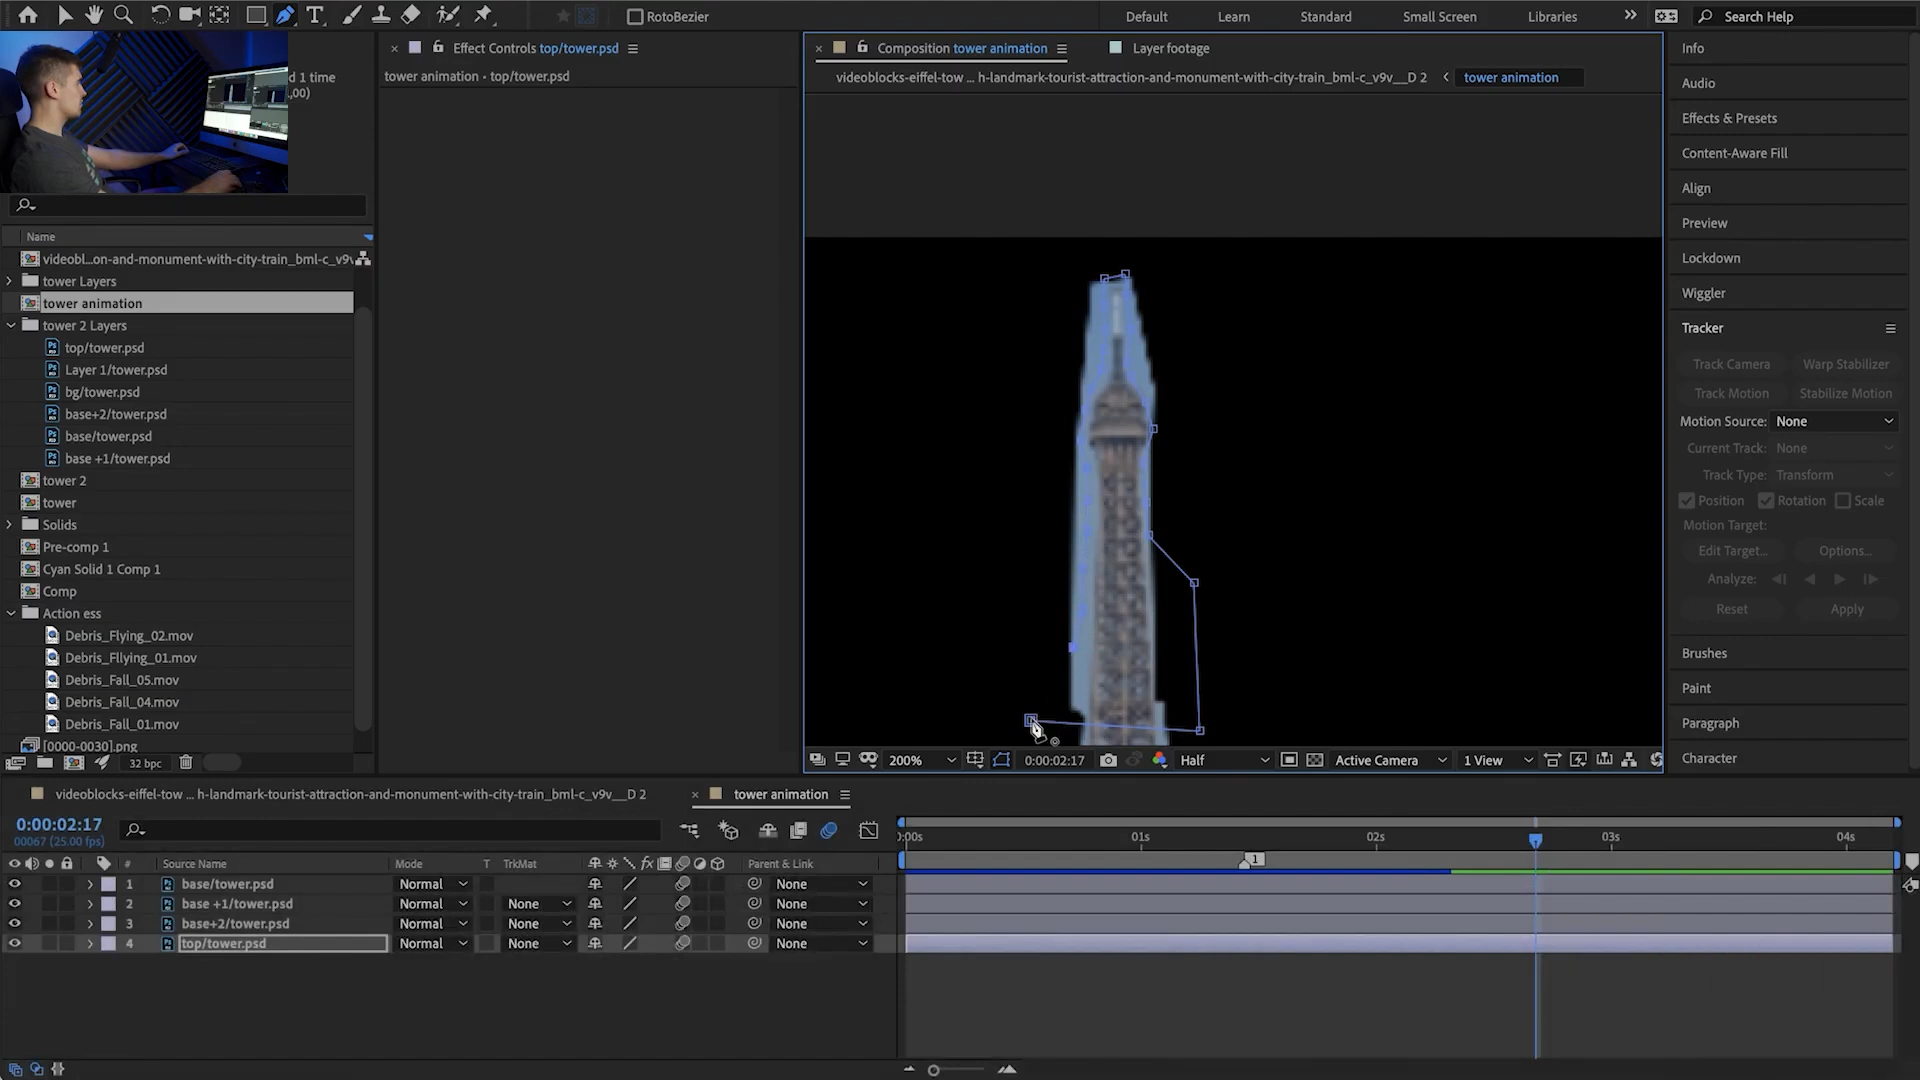 RotoBezier
Default
Learn
Standard
Small Screen
Libraries
Search Help
d 1 time
,00)
Effect Controls top/tower.psd
tower animation • top/tower.psd
Composition tower animation
Layer footage
videoblocks-eiffel-tow ... h-landmark-tourist-attraction-and-monument-with-city-train_bml-c_v9v__D 2
tower animation
Name
videobl...on-and-monument-with-city-train_bml-c_v9v
tower Layers
tower animation
tower 2 Layers
top/tower.psd
Layer 1/tower.psd
bg/tower.psd
base+2/tower.psd
base/tower.psd
base +1/tower.psd
tower 2
tower
Solids
Pre-comp 1
Cyan Solid 1 Comp 1
Comp
Action ess
Debris_Flying_02.mov
Debris_Fllying_01.mov
Debris_Fall_05.mov
Debris_Fall_04.mov
Debris_Fall_01.mov
[0000-0030].png
32 bpc
200%
0:00:02:17
Half
Active Camera
1 View
Info
Audio
Effects & Presets
Content-Aware Fill
Align
Preview
Lockdown
Wiggler
Tracker
Track Camera
Warp Stabilizer
Track Motion
Stabilize Motion
Motion Source: None
Current Track: None
Track Type: Transform
Position
Rotation
Scale
Motion Target:
Edit Target...
Options...
Analyze:
Reset
Apply
Brushes
Paint
Paragraph
Character
videoblocks-eiffel-tow ... h-landmark-tourist-attraction-and-monument-with-city-train_bml-c_v9v__D 2
tower animation
0:00:02:17
00067 (25.00 fps)
# Source Name Mode T TrkMat fx Parent & Link
1 base/tower.psd Normal None
2 base +1/tower.psd Normal None None
3 base+2/tower.psd Normal None None
4 top/tower.psd Normal None None
):00s 01s 02s 03s 04s
1